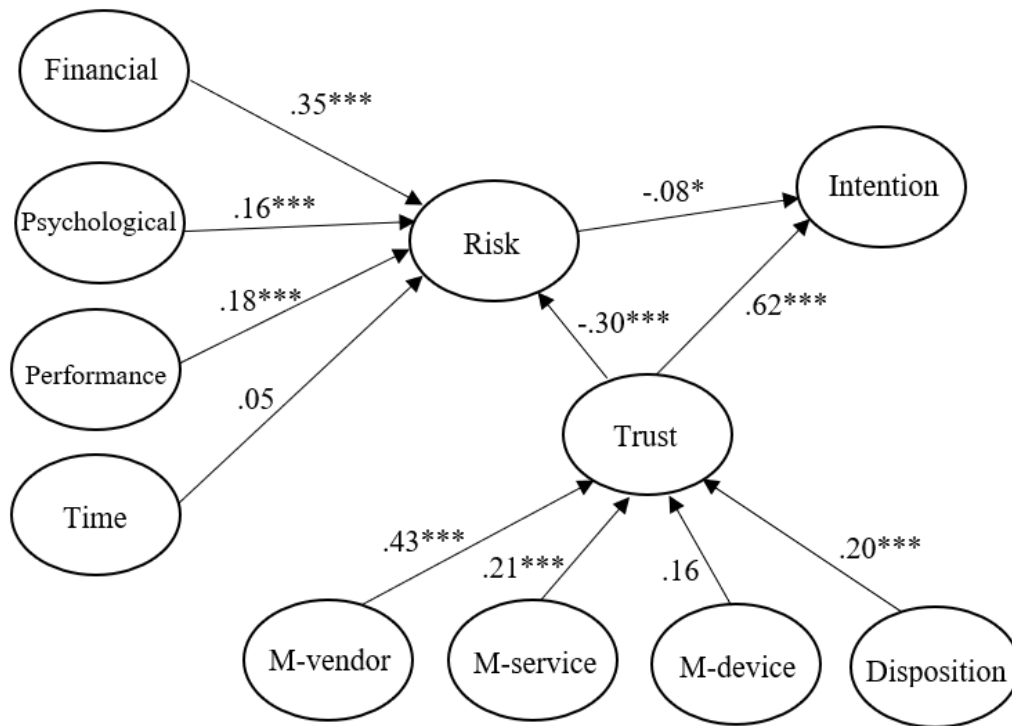 Financial
.35***
Psychological
.16***
Risk
-.08*
Intention
Performance
.18***
-.30***
.62***
Time
.05
Trust
.43***
.21***
.16
.20***
M-vendor
M-service
M-device
Disposition